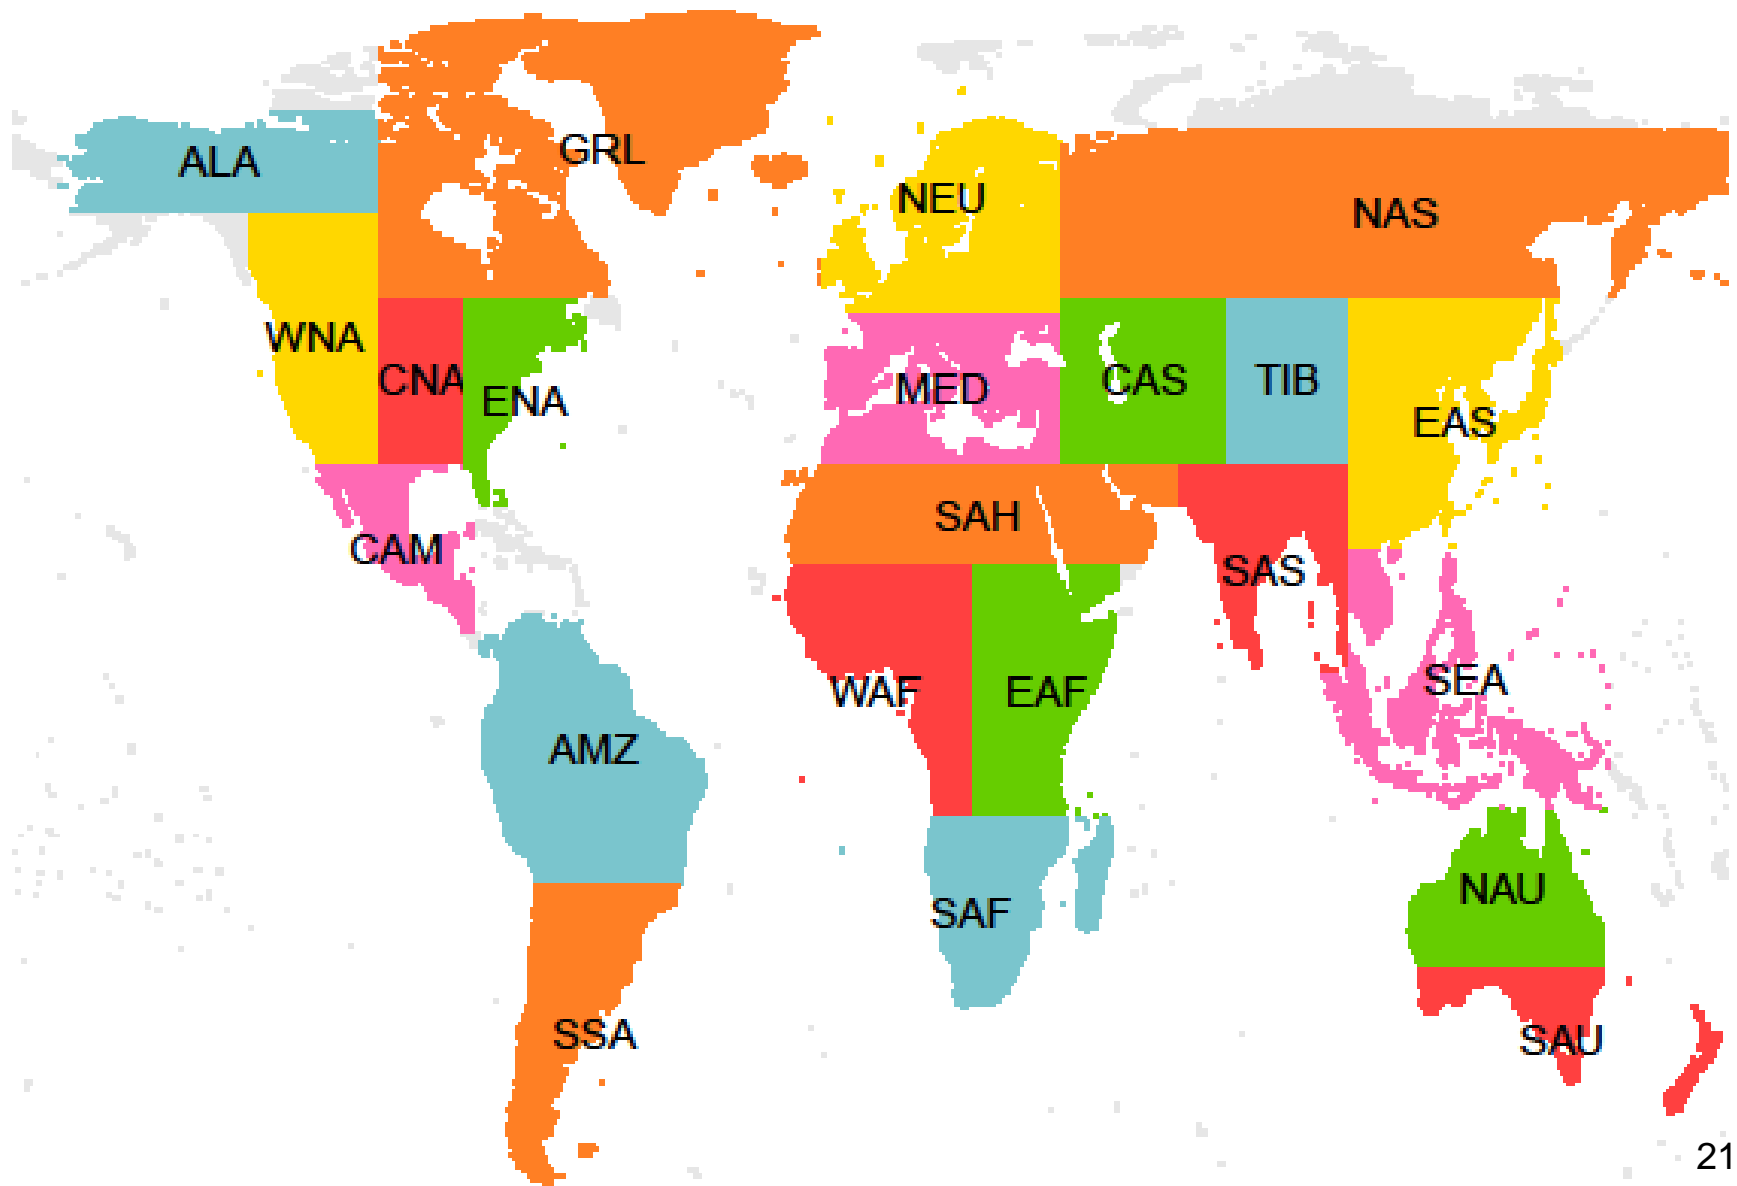 GRL
ALA
NEU
NAS
WNA
CNA
ENA
MED
CAS
TIB
EAS
SAH
CAM
SAS
WAF
EAF
SEA
AMZ
NAU
SAF
SSA
SAU
21